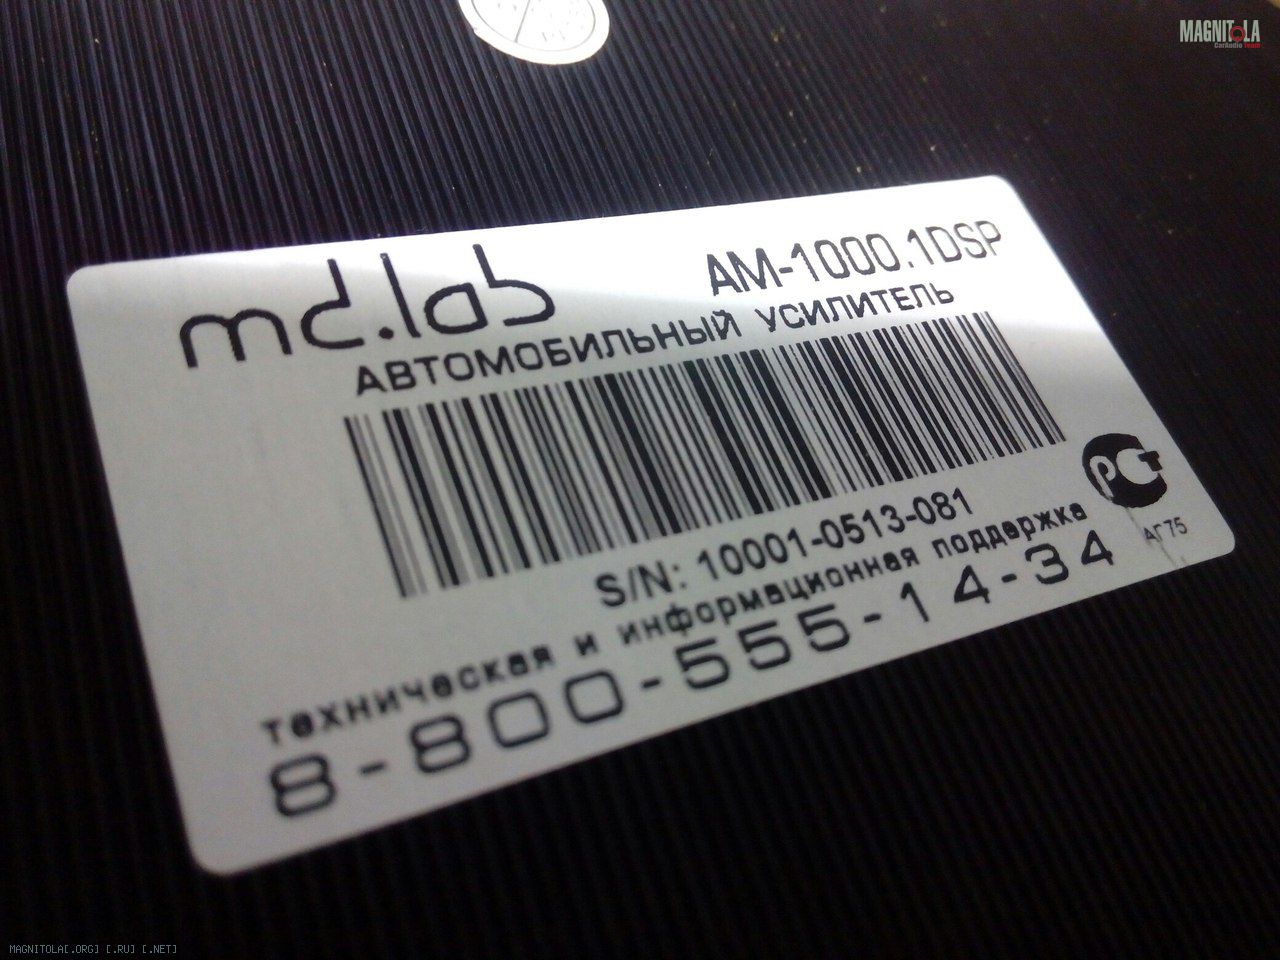 MAGNITOLA
CarAudio Team
md.lab
AM-1000.1DSP
АВТОМОБИЛЬНЫЙ УСИЛИТЕЛЬ
S/N: 10001-0513-081
РСТ
АГ75
техническая и информационная поддержка
8-800-555-14-34
MAGNITOLA[.ORG] [.RU] [.NET]